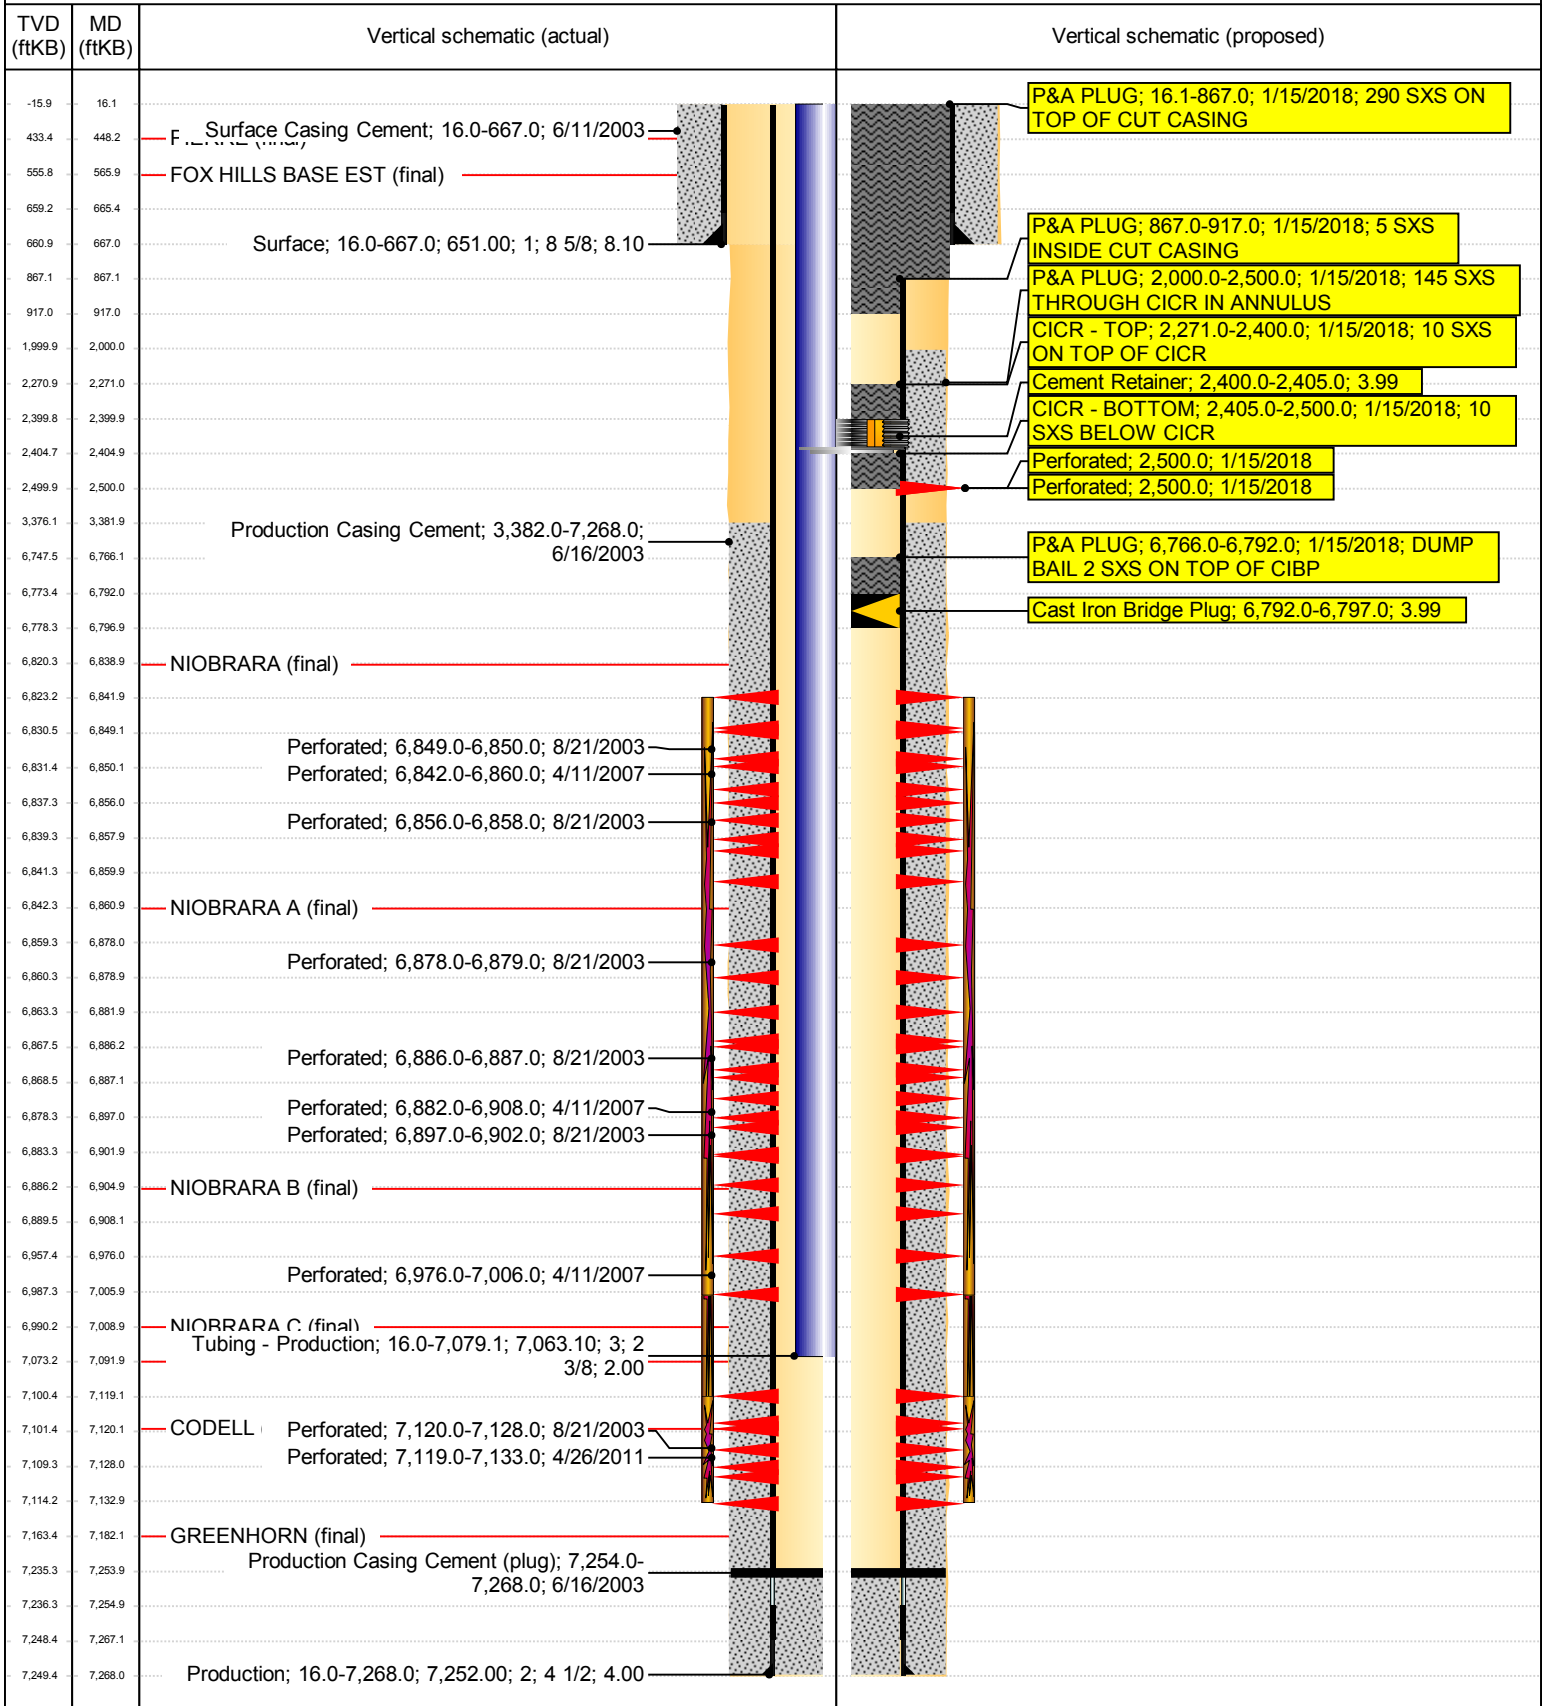 TVD (ftKB)
MD (ftKB)
Vertical schematic (actual)
Vertical schematic (proposed)
-15.9 16.1
433.4 448.2
555.8 565.9
659.2 665.4
660.9 667.0
867.1 867.1
917.0 917.0
1,999.9 2,000.0
2,270.9 2,271.0
2,399.8 2,399.9
2,404.7 2,404.9
2,499.9 2,500.0
3,376.1 3,381.9
6,747.5 6,766.1
6,773.4 6,792.0
6,778.3 6,796.9
6,820.3 6,838.9
6,823.2 6,841.9
6,830.5 6,849.1
6,831.4 6,850.1
6,837.3 6,856.0
6,839.3 6,857.9
6,841.3 6,859.9
6,842.3 6,860.9
6,859.3 6,878.0
6,860.3 6,878.9
6,863.3 6,881.9
6,867.5 6,886.2
6,868.5 6,887.1
6,878.3 6,897.0
6,883.3 6,901.9
6,886.2 6,904.9
6,889.5 6,908.1
6,957.4 6,976.0
6,987.3 7,005.9
6,990.2 7,008.9
7,073.2 7,091.9
7,100.4 7,119.1
7,101.4 7,120.1
7,109.3 7,128.0
7,114.2 7,132.9
7,163.4 7,182.1
7,235.3 7,253.9
7,236.3 7,254.9
7,248.4 7,267.1
7,249.4 7,268.0
Surface Casing Cement; 16.0-667.0; 6/11/2003
PIERRE (final)
FOX HILLS BASE EST (final)
Surface; 16.0-667.0; 651.00; 1; 8 5/8; 8.10
Production Casing Cement; 3,382.0-7,268.0;
6/16/2003
NIOBRARA (final)
Perforated; 6,849.0-6,850.0; 8/21/2003
Perforated; 6,842.0-6,860.0; 4/11/2007
Perforated; 6,856.0-6,858.0; 8/21/2003
NIOBRARA A (final)
Perforated; 6,878.0-6,879.0; 8/21/2003
Perforated; 6,886.0-6,887.0; 8/21/2003
Perforated; 6,882.0-6,908.0; 4/11/2007
Perforated; 6,897.0-6,902.0; 8/21/2003
NIOBRARA B (final)
Perforated; 6,976.0-7,006.0; 4/11/2007
NIOBRARA C (final)
Tubing - Production; 16.0-7,079.1; 7,063.10; 3; 2
3/8; 2.00
CODELL
Perforated; 7,120.0-7,128.0; 8/21/2003
Perforated; 7,119.0-7,133.0; 4/26/2011
GREENHORN (final)
Production Casing Cement (plug); 7,254.0-
7,268.0; 6/16/2003
Production; 16.0-7,268.0; 7,252.00; 2; 4 1/2; 4.00
P&A PLUG; 16.1-867.0; 1/15/2018; 290 SXS ON
TOP OF CUT CASING
P&A PLUG; 867.0-917.0; 1/15/2018; 5 SXS
INSIDE CUT CASING
P&A PLUG; 2,000.0-2,500.0; 1/15/2018; 145 SXS
THROUGH CICR IN ANNULUS
CICR - TOP; 2,271.0-2,400.0; 1/15/2018; 10 SXS
ON TOP OF CICR
Cement Retainer; 2,400.0-2,405.0; 3.99
CICR - BOTTOM; 2,405.0-2,500.0; 1/15/2018; 10
SXS BELOW CICR
Perforated; 2,500.0; 1/15/2018
Perforated; 2,500.0; 1/15/2018
P&A PLUG; 6,766.0-6,792.0; 1/15/2018; DUMP
BAIL 2 SXS ON TOP OF CIBP
Cast Iron Bridge Plug; 6,792.0-6,797.0; 3.99